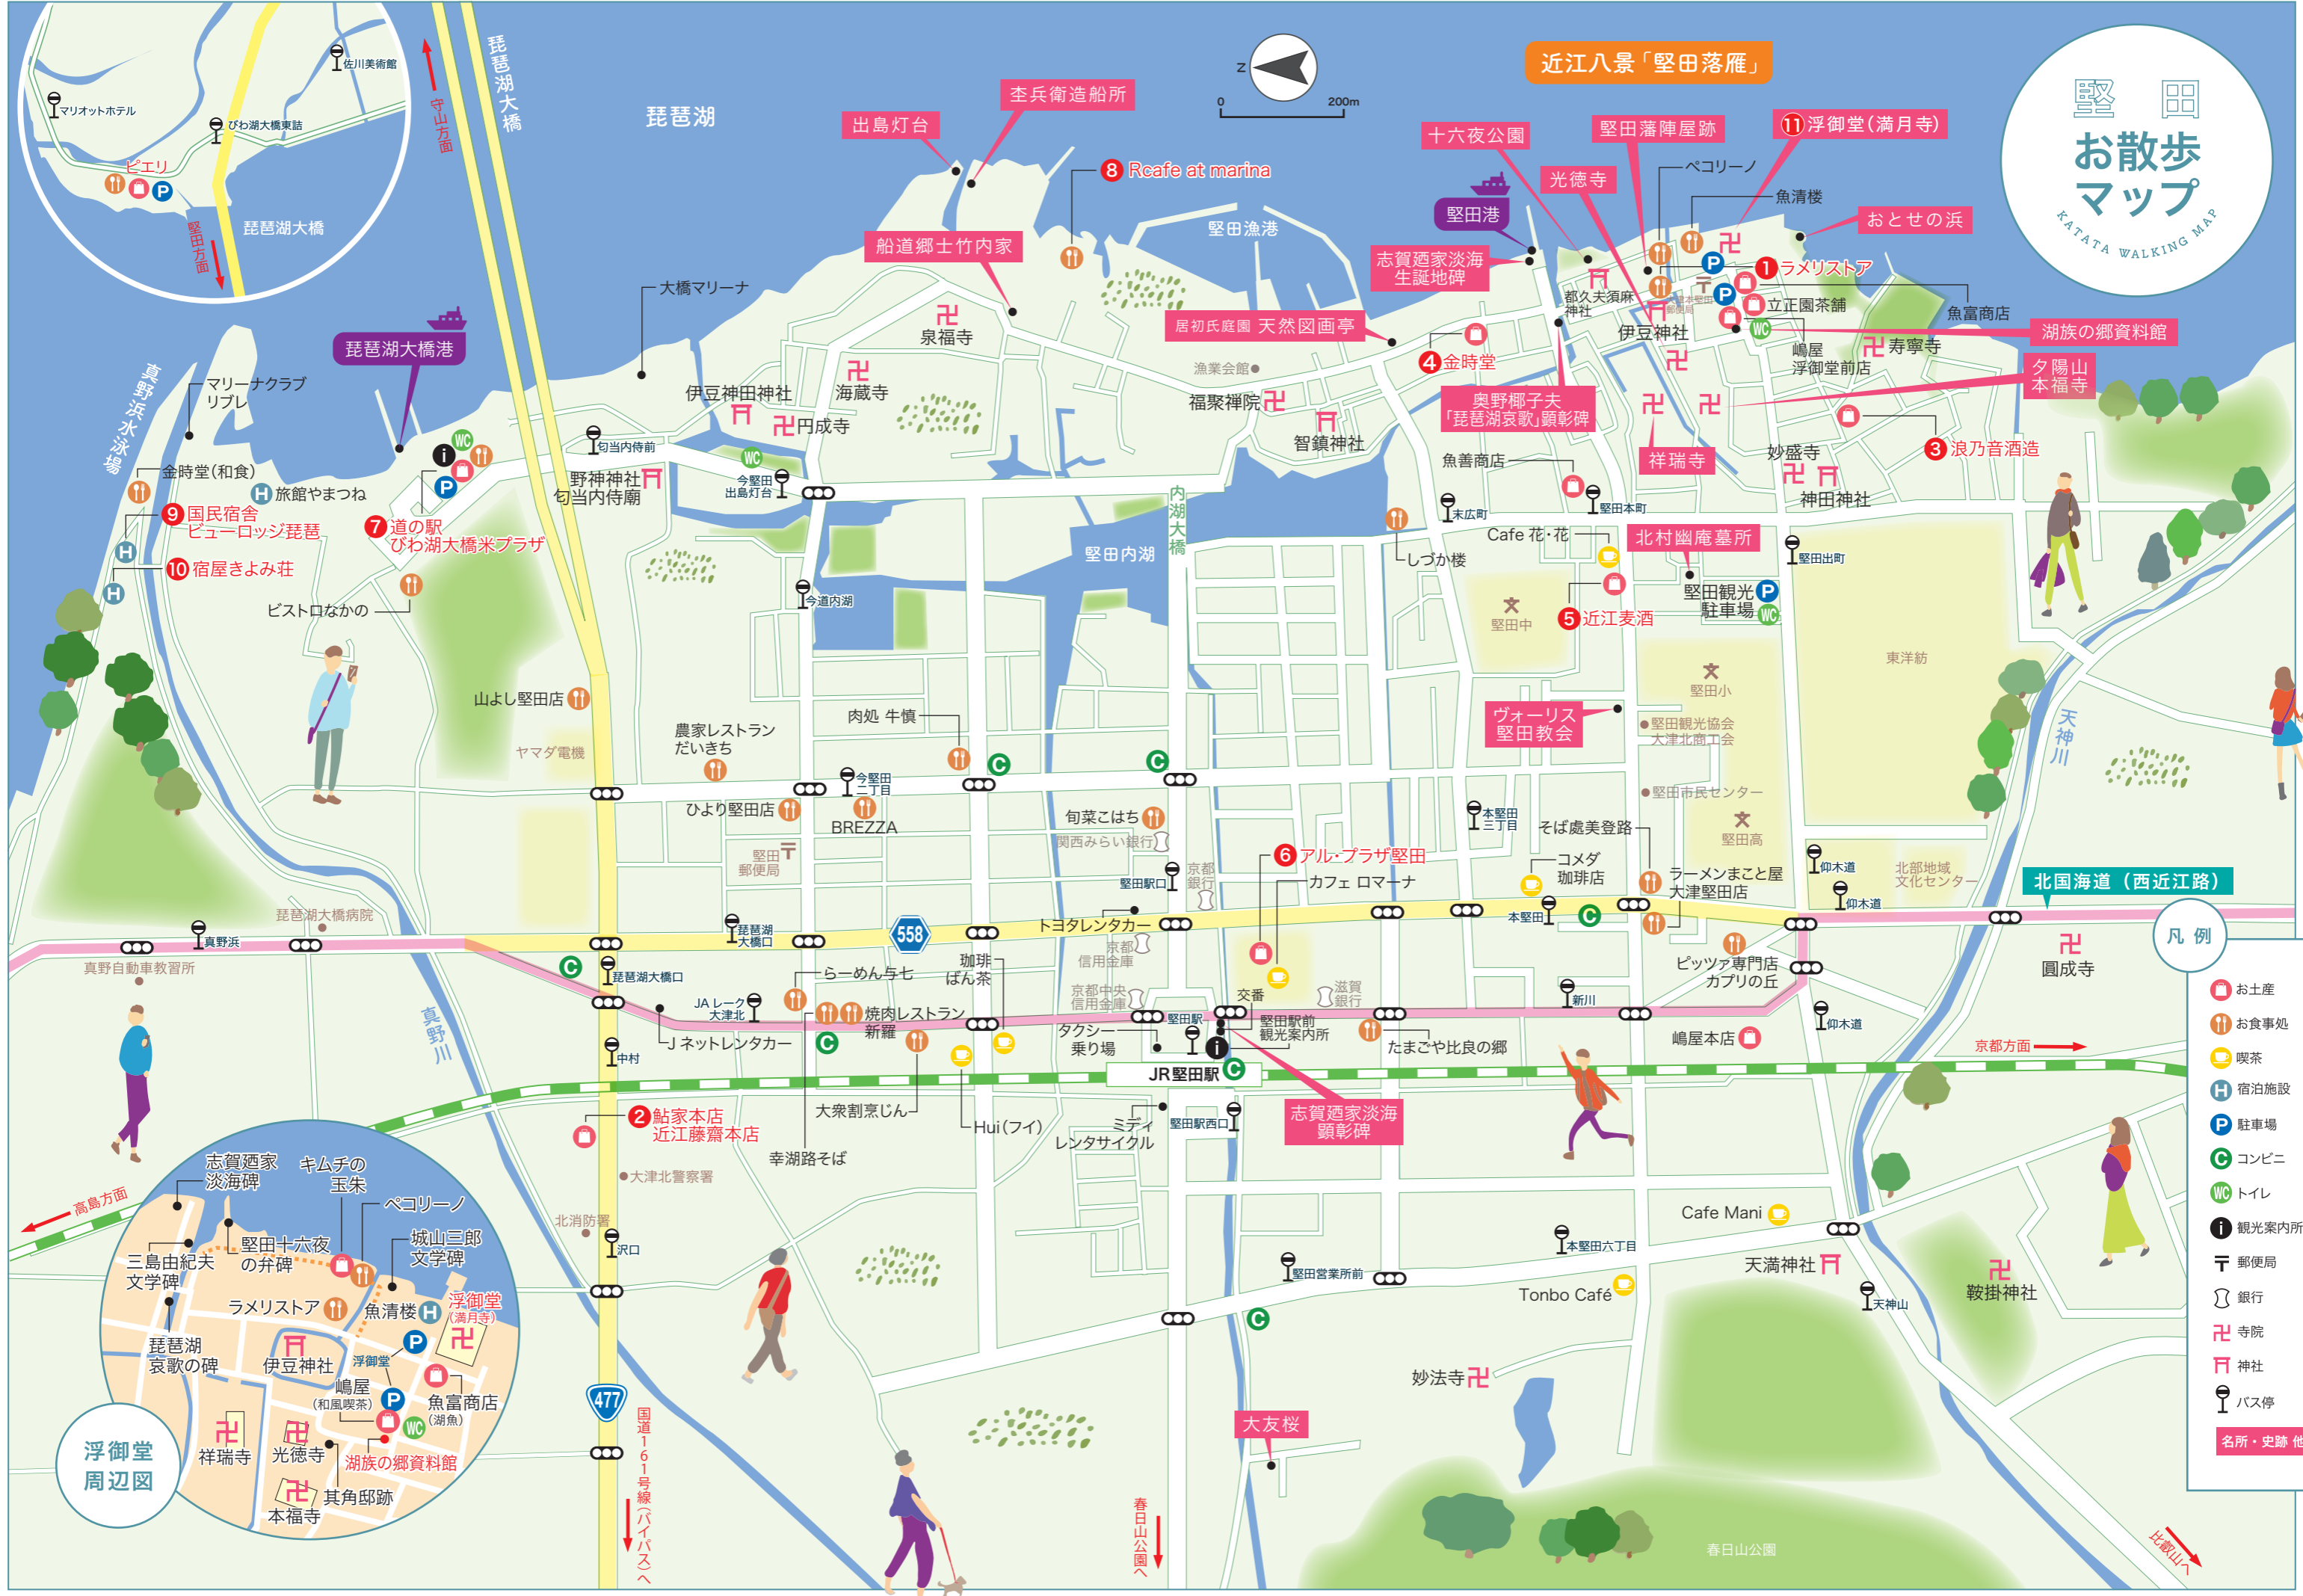 堅田
お散歩
マップ
KATATA WALKING MAP
近江八景「堅田落雁」
N
0
200m
琵琶湖
琵琶湖大橋
守山方面
佐川美術館
マリオットホテル
びわ湖大橋東詰
ピエリ
P
琵琶湖大橋
堅田方面
出島灯台
杢兵衛造船所
8 Rcafe at marina
船道郷士竹内家
堅田漁港
堅田港
志賀廼家淡海
生誕地碑
十六夜公園
光徳寺
堅田藩陣屋跡
11 浮御堂(満月寺)
ペコリーノ
魚清楼
おとせの浜
1 ラメリストア
立正園茶舗
魚富商店
都久夫須麻
神社
伊豆神社
嶋屋
浮御堂前店
寿寧寺
湖族の郷資料館
夕陽山
本福寺
居初氏庭園 天然図画亭
4 金時堂
奥野椰子夫
「琵琶湖哀歌」顕彰碑
祥瑞寺
3 浪乃音酒造
妙盛寺
神田神社
漁業会館
福聚禅院
智鎮神社
大橋マリーナ
泉福寺
海蔵寺
伊豆神田神社
円成寺
琵琶湖大橋港
真野浜水泳場
マリーナクラブ
リブレ
金時堂(和食)
H 旅館やまつね
9 国民宿舎
ビューロッジ琵琶
10 宿屋きよみ荘
7 道の駅
びわ湖大橋米プラザ
ビストロなかの
匂当内侍前
野神神社
匂当内侍廟
WC
今堅田
出島灯台
内湖大橋
堅田内湖
今道内湖
末広町
しづか楼
魚善商店
堅田本町
Cafe 花・花
5 近江麦酒
北村幽庵墓所
堅田観光
駐車場
P
WC
堅田出町
堅田中
堅田小
堅田観光協会
大津北商工会
堅田市民センター
堅田高
東洋紡
天神川
ヴォーリス
堅田教会
山よし堅田店
ヤマダ電機
農家レストラン
だいきち
肉処 牛慎
ひより堅田店
今堅田
二丁目
BREZZA
堅田
郵便局
旬菜こはち
関西みらい銀行
堅田駅口
京都
銀行
6 アル・プラザ堅田
カフェ ロマーナ
本堅田
三丁目
そば處美登路
コメダ
珈琲店
ラーメンまこと屋
大津堅田店
本堅田
仰木道
仰木道
北部地域
文化センター
北国海道(西近江路)
琵琶湖大橋病院
真野浜
真野自動車教習所
真野川
琵琶湖
大橋口
琵琶湖大橋口
558
トヨタレンタカー
京都
信用金庫
京都中央
信用金庫
珈琲
ばん茶
らーめん与七
JAレーク
大津北
Jネットレンタカー
焼肉レストラン
新羅
中村
大衆割烹じん
Hui(フイ)
幸湖路そば
タクシー
乗り場
堅田駅
交番
堅田駅前
観光案内所
滋賀
銀行
たまごや比良の郷
新川
ピッツァ専門店
カプリの丘
嶋屋本店
仰木道
圓成寺
京都方面
JR堅田駅
ミディ
レンタサイクル
堅田駅西口
志賀廼家淡海
顕彰碑
2 鮎家本店
近江藤齋本店
大津北警察署
北消防署
沢口
高島方面
堅田営業所前
本堅田六丁目
Cafe Mani
Tonbo Café
天満神社
天神山
鞍掛神社
妙法寺
大友桜
477
国道161号線(バイパス)へ
春日山公園へ
春日山公園
比叡山へ
浮御堂
周辺図
志賀廼家
淡海碑
キムチの
玉朱
ペコリーノ
三島由紀夫
文学碑
堅田十六夜
の弁碑
城山三郎
文学碑
ラメリストア
魚清楼
H
浮御堂
(満月寺)
琵琶湖
哀歌の碑
伊豆神社
浮御堂
P
嶋屋
(和風喫茶)
魚富商店
(湖魚)
WC
祥瑞寺
光徳寺
湖族の郷資料館
其角邸跡
本福寺
凡例
お土産
お食事処
喫茶
H 宿泊施設
P 駐車場
C コンビニ
WC トイレ
i 観光案内所
郵便局
銀行
寺院
神社
バス停
名所・史跡 他